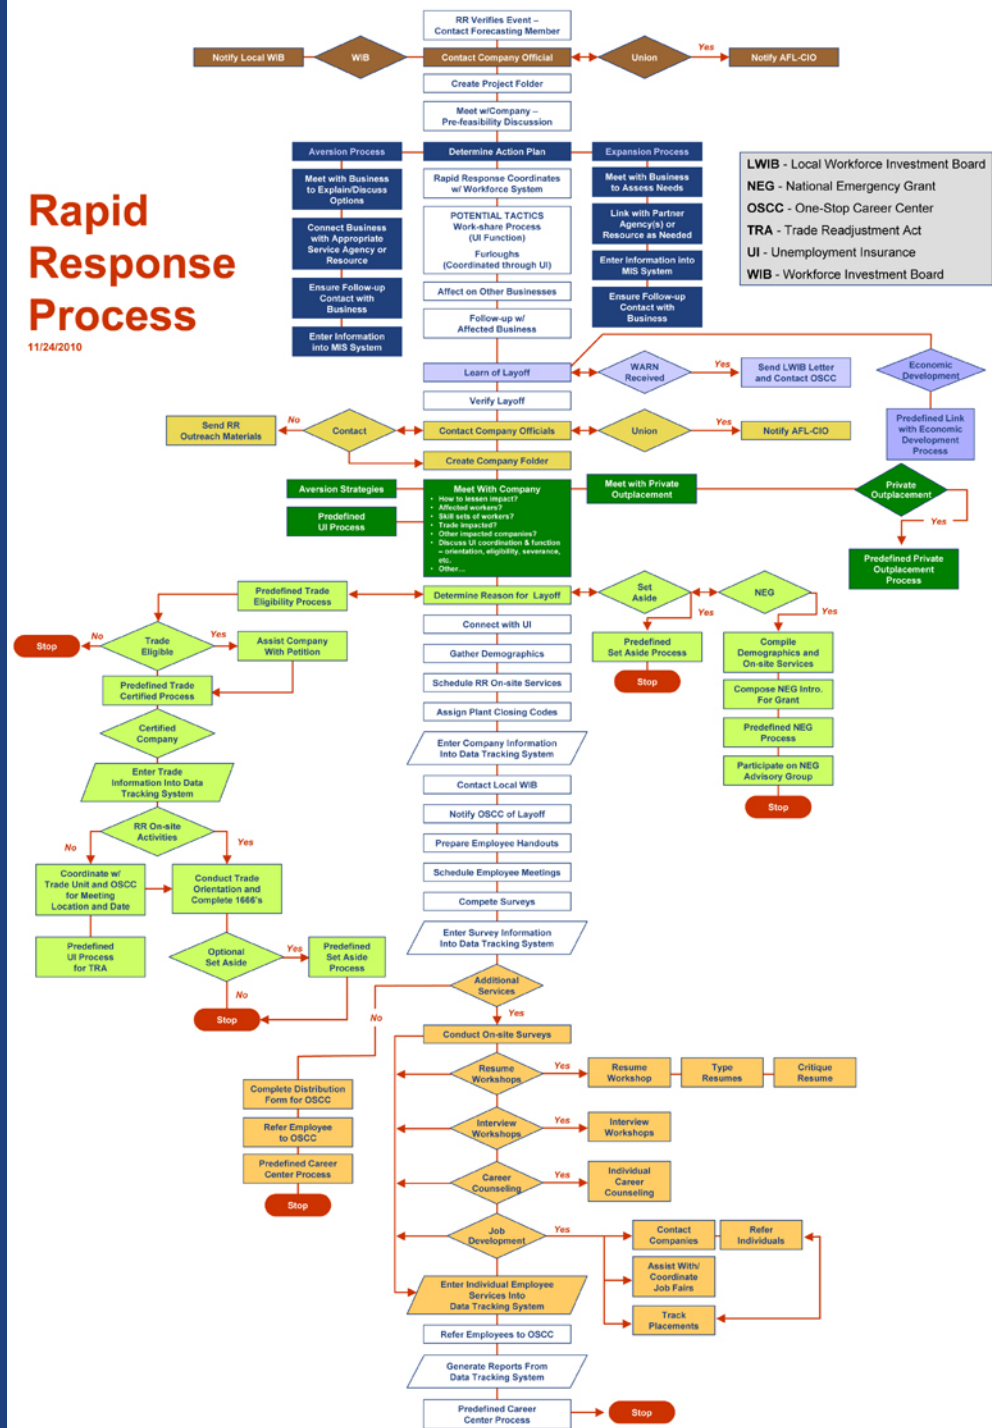 RR Verifies Event –
Contact Forecasting Member
Notify Local WIB
WIB
Contact Company Official
Union
Yes
Notify AFL-CIO
Create Project Folder
Meet w/Company –
Pre-feasibility Discussion
Aversion Process
Determine Action Plan
Expansion Process
Meet with Business
to Explain/Discuss
Options
Connect Business
with Appropriate
Service Agency or
Resource
Ensure Follow-up
Contact with
Business
Enter Information
into MIS System
Rapid Response Coordinates
w/ Workforce System
POTENTIAL TACTICS
Work-share Process
(UI Function)
Furloughs
(Coordinated through UI)
Affect on Other Businesses
Follow-up w/
Affected Business
Meet with Business
to Assess Needs
Link with Partner
Agency(s) or
Resource as Needed
Enter Information into
MIS System
Ensure Follow-up
Contact with
Business
LWIB - Local Workforce Investment Board
NEG - National Emergency Grant
OSCC - One-Stop Career Center
TRA - Trade Readjustment Act
UI - Unemployment Insurance
WIB - Workforce Investment Board
Rapid
Response
Process
11/24/2010
Learn of Layoff
WARN
Received
Yes
Send LWIB Letter
and Contact OSCC
Economic
Development
Predefined Link
with Economic
Development
Process
Verify Layoff
Send RR
Outreach Materials
No
Contact
Contact Company Officials
Union
Yes
Notify AFL-CIO
Create Company Folder
Aversion Strategies
Predefined
UI Process
Meet With Company
• How to lessen impact?
• Affected workers?
• Skill sets of workers?
• Trade impacted?
• Other impacted companies?
• Discuss UI coordination & function
– orientation, eligibility, severance,
etc.
• Other...
Meet with Private
Outplacement
Private
Outplacement
Yes
Predefined Private
Outplacement
Process
Predefined Trade
Eligibility Process
Determine Reason for Layoff
Set
Aside
Yes
Predefined
Set Aside Process
Stop
NEG
Yes
Compile
Demographics and
On-site Services
Compose NEG Intro.
For Grant
Predefined NEG
Process
Participate on NEG
Advisory Group
Stop
Stop
No
Trade
Eligible
Yes
Assist Company
With Petition
Predefined Trade
Certified Process
Certified
Company
Enter Trade
Information Into Data
Tracking System
RR On-site
Activities
No
Yes
Coordinate w/
Trade Unit and OSCC
for Meeting
Location and Date
Conduct Trade
Orientation and
Complete 1666's
Predefined
UI Process
for TRA
Optional
Set Aside
Yes
Predefined
Set Aside
Process
No
Stop
Connect with UI
Gather Demographics
Schedule RR On-site Services
Assign Plant Closing Codes
Enter Company Information
Into Data Tracking System
Contact Local WIB
Notify OSCC of Layoff
Prepare Employee Handouts
Schedule Employee Meetings
Compete Surveys
Enter Survey Information
Into Data Tracking System
Additional
Services
No
Yes
Complete Distribution
Form for OSCC
Refer Employee
to OSCC
Predefined Career
Center Process
Stop
Conduct On-site Surveys
Resume
Workshops
Yes
Resume
Workshop
Type
Resumes
Critique
Resume
Interview
Workshops
Yes
Interview
Workshops
Career
Counseling
Yes
Individual
Career
Counseling
Job
Development
Yes
Contact
Companies
Refer
Individuals
Assist With/
Coordinate
Job Fairs
Track
Placements
Enter Individual Employee
Services Into
Data Tracking System
Refer Employees to OSCC
Generate Reports From
Data Tracking System
Predefined Career
Center Process
Stop